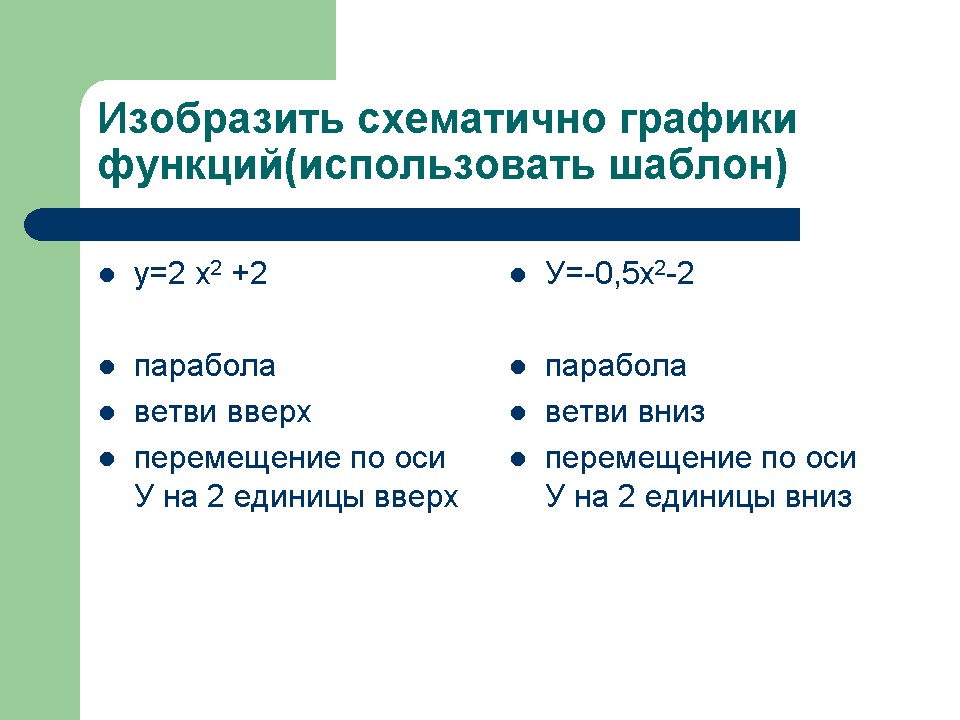 Изобразить схематично графики
функций(использовать шаблон)
у=2 х² +2
парабола
ветви вверх
перемещение по оси
У на 2 единицы вверх
У=-0,5х²-2
парабола
ветви вниз
перемещение по оси
У на 2 единицы вниз